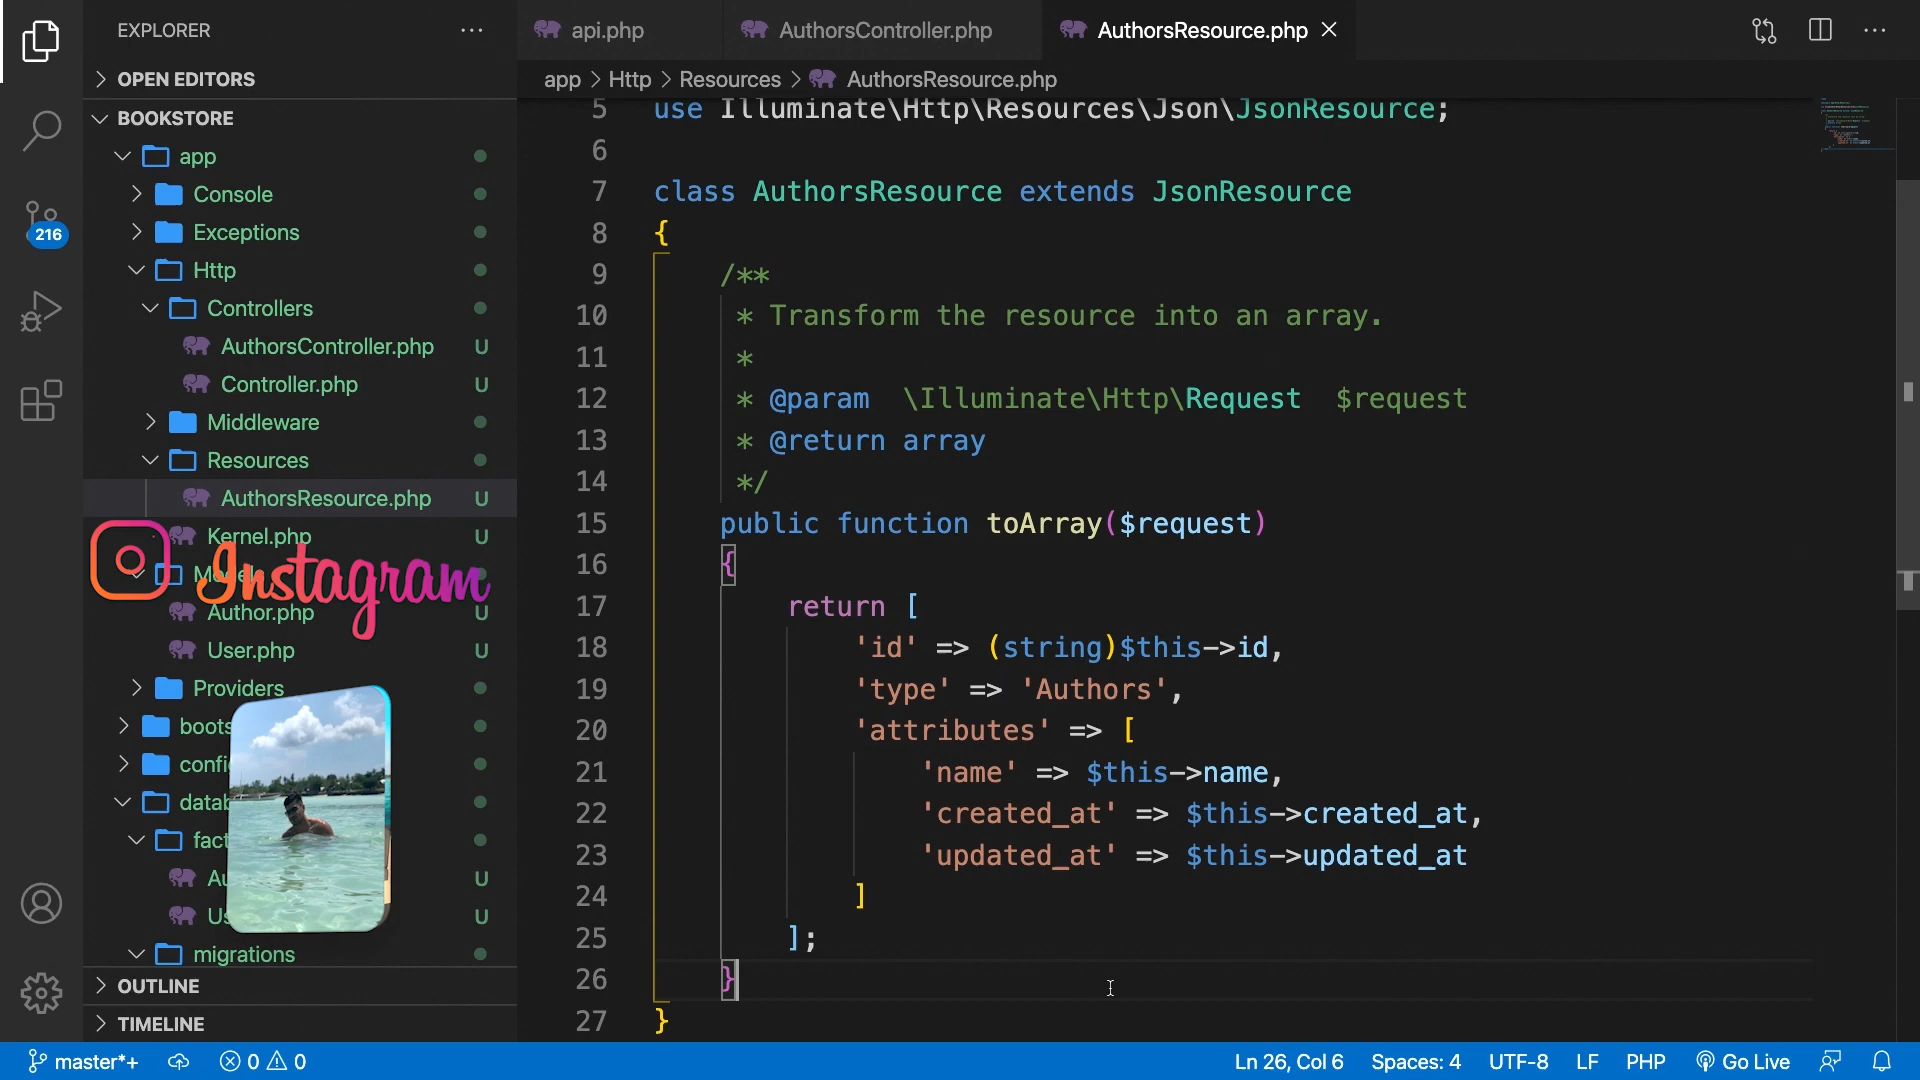 EXPLORER
OPEN EDITORS
BOOKSTORE
app
Console
Exceptions
Http
Controllers
AuthorsController.php U
Controller.php U
Middleware
Resources
AuthorsResource.php U
Kernel.php U
Author.php U
User.php U
Providers
U
U
migrations
OUTLINE
TIMELINE
216
Instagram
api.php
AuthorsController.php
AuthorsResource.php
app > Http > Resources > AuthorsResource.php
5 use Illuminate\Http\Resources\Json\JsonResource;
6
7 class AuthorsResource extends JsonResource
8 {
9 /**
10 * Transform the resource into an array.
11 *
12 * @param \Illuminate\Http\Request $request
13 * @return array
14 */
15 public function toArray($request)
16 {
17 return [
18 'id' => (string)$this->id,
19 'type' => 'Authors',
20 'attributes' => [
21 'name' => $this->name,
22 'created_at' => $this->created_at,
23 'updated_at' => $this->updated_at
24 ]
25 ];
26 }
27 }
master*+ 0 0
Ln 26, Col 6 Spaces: 4 UTF-8 LF PHP Go Live